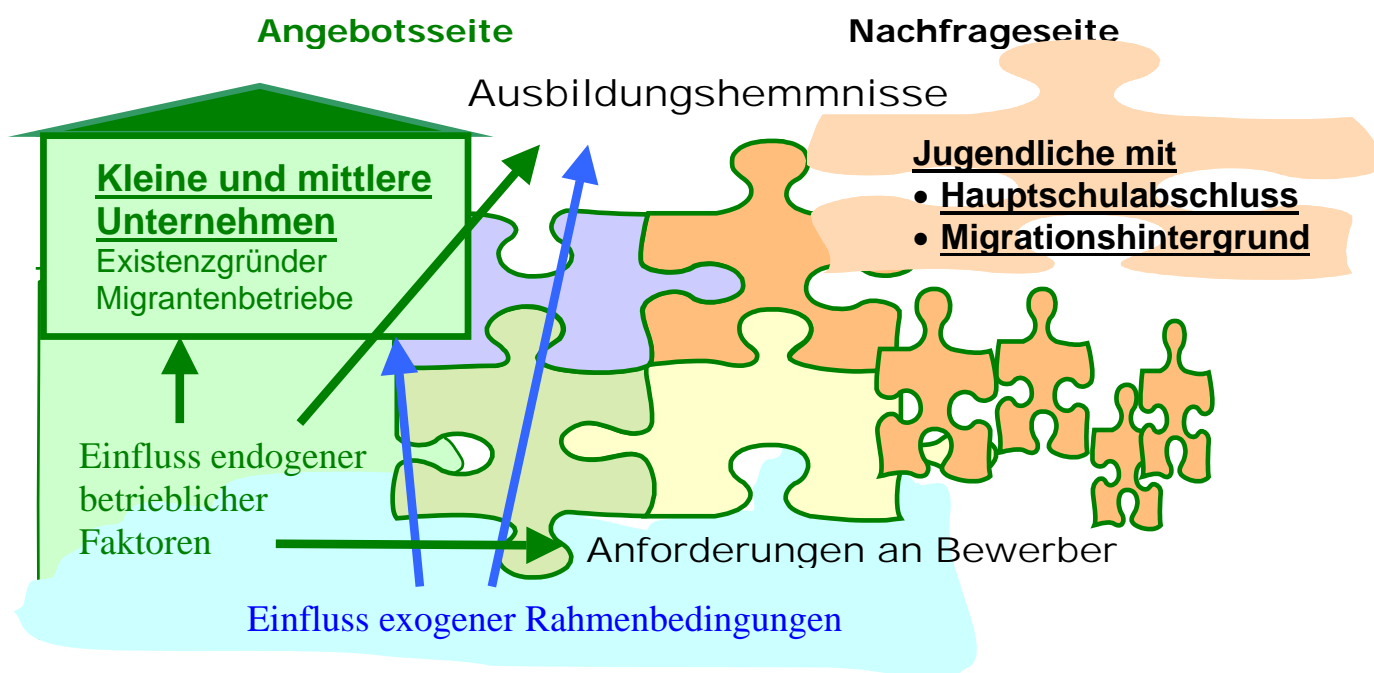 Angebotsseite
Nachfrageseite
Ausbildungshemmnisse
Kleine und mittlere
Unternehmen
Existenzgründer
Migrantenbetriebe
Jugendliche mit
• Hauptschulabschluss
• Migrationshintergrund
Einfluss endogener
betrieblicher
Faktoren
Anforderungen an Bewerber
Einfluss exogener Rahmenbedingungen